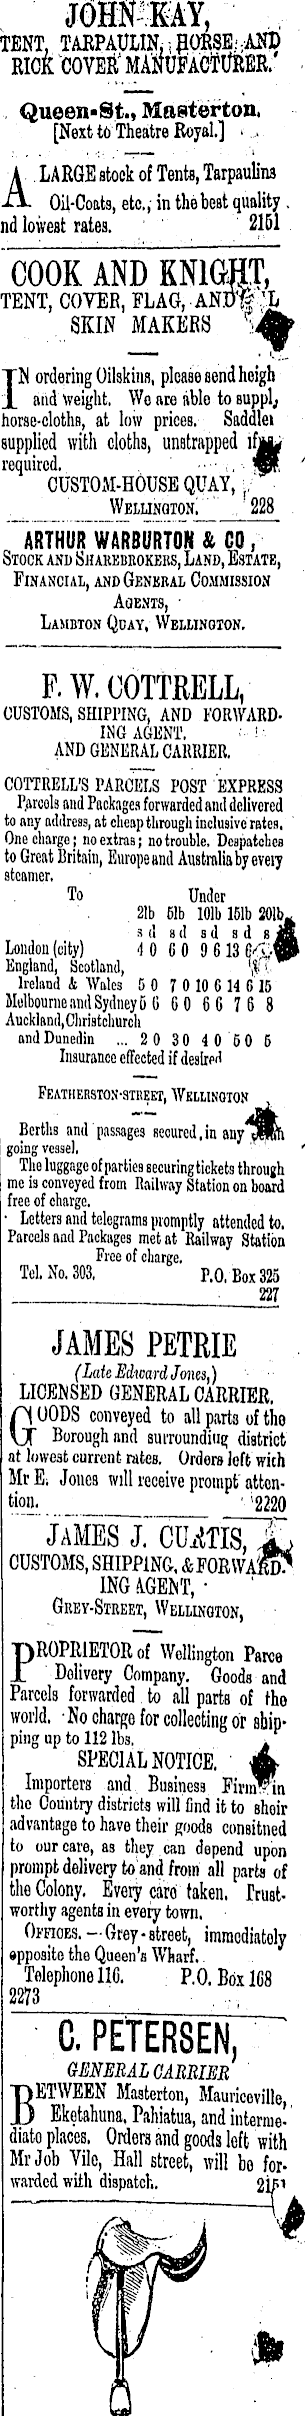 JOHN KAY,
TENT, TARPAULIN, HORSE, AND
RICK COVER MANUFACTURER.
Queen-St., Masterton.
[Next to Theatre Royal.]
A LARGE stock of Tents, Tarpaulins
Oil-Coats, etc., in the best quality
nd lowest rates. 2151
COOK AND KNIGHT,
TENT, COVER, FLAG, AND L
SKIN MAKERS
IN ordering Oilskins, please send heigh
and weight. We are able to suppl,
horse-cloths, at low prices. Saddler
supplied with cloths, unstrapped if
required.
CUSTOM-HOUSE QUAY,
WELLINGTON. 228
ARTHUR WARBURTON & CO,
STOCK AND SHAREBROKERS, LAND, ESTATE,
FINANCIAL, AND GENERAL COMMISSION
AGENTS,
LAMBTON QUAY, WELLINGTON.
F. W. COTTRELL,
CUSTOMS, SHIPPING, AND FORWARD-
ING AGENT.
AND GENERAL CARRIER.
COTTRELL'S PARCELS POST EXPRESS
Parcels and Packages forwarded and delivered
to any address, at cheap through inclusive rates.
One charge; no extras; no trouble. Despatches
to Great Britain, Europe and Australia by every
steamer.
To Under
2lb 5lb 10lb 15lb 20lb
s d s d s d s d s
London (city) 4 0 6 0 9 6 13 6
England, Scotland,
Ireland & Wales 5 0 7 0 10 6 14 6 15
Melbourne and Sydney 5 6 6 0 6 6 7 6 8
Auckland, Christchurch
and Dunedin ... 2 0 3 0 4 0 5 0 5
Insurance effected if desired
FEATHERSTON-STREET, WELLINGTON
Berths and passages secured, in any
going vessel.
The luggage of parties securing tickets through
me is conveyed from Railway Station on board
free of charge.
Letters and telegrams promptly attended to.
Parcels and Packages met at Railway Station
Free of charge.
Tel. No. 303. P.O. Box 325
227
JAMES PETRIE
(Late Edward Jones,)
LICENSED GENERAL CARRIER.
GOODS conveyed to all parts of the
Borough and surrounding district
at lowest current rates. Orders left with
Mr E. Jones will receive prompt atten-
tion. 2220
JAMES J. CURTIS,
CUSTOMS, SHIPPING, & FORWARD-
ING AGENT,
GREY-STREET, WELLINGTON,
PROPRIETOR of Wellington Parce
Delivery Company. Goods and
Parcels forwarded to all parts of the
world. No charge for collecting or ship-
ping up to 112 lbs.
SPECIAL NOTICE.
Importers and Business Firms in
the Country districts will find it to sheir
advantage to have their goods consitned
to our care, as they can depend upon
prompt delivery to and from all parts of
the Colony. Every care taken. Trust-
worthy agents in every town.
OFFICES.—Grey-street, immediately
opposite the Queen's Wharf.
Telephone 116. P.O. Box 168
2273
C. PETERSEN,
GENERAL CARRIER
BETWEEN Masterton, Mauriceville,
Eketahuna, Pahiatua, and interme-
diate places. Orders and goods left with
Mr Job Vile, Hall street, will be for-
warded with dispatch. 2151